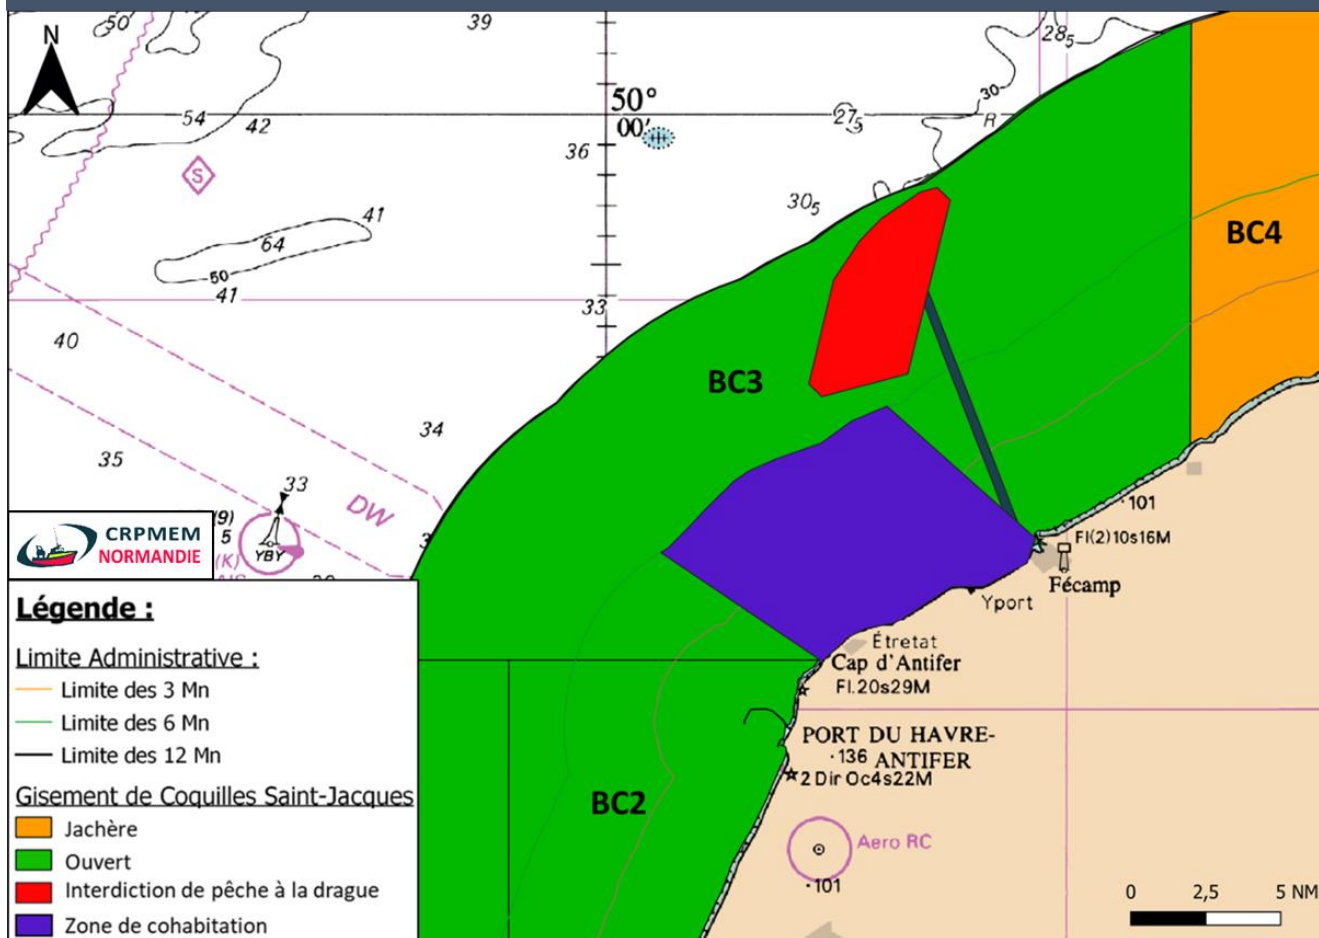 50
39
28₅
N
50°
00'
30
R
27₅
54
42
36
S
30₅
41
64
50
41
BC4
33
40
BC3
34
35
33
DW
(9)
5
(K)
YBY
CRPMEM
NORMANDIE
101
Fl(2)10s16M
Fécamp
Yport
Étretat
Cap d'Antifer
Fl.20s29M
PORT DU HAVRE-
·136 ANTIFER
2 Dir Oc4s22M
BC2
Aero RC
·101
0 2,5 5 NM
Légende :
Limite Administrative :
Limite des 3 Mn
Limite des 6 Mn
Limite des 12 Mn
Gisement de Coquilles Saint-Jacques
Jachère
Ouvert
Interdiction de pêche à la drague
Zone de cohabitation